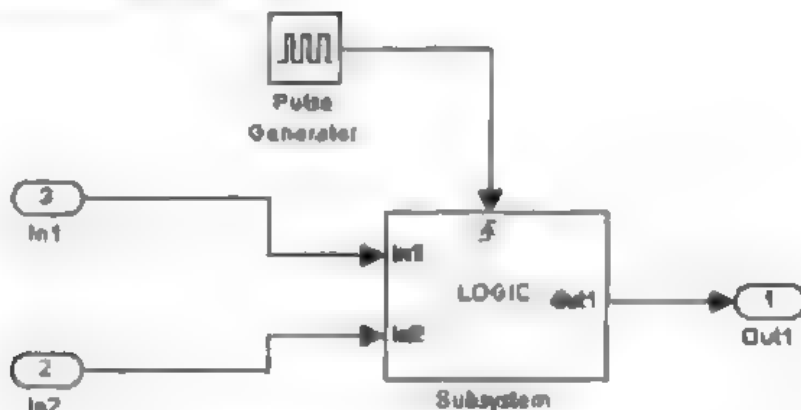 Pulse
Generator
3
In1
In1
LOGIC
Out1
1
Out1
In2
2
In2
Subsystem